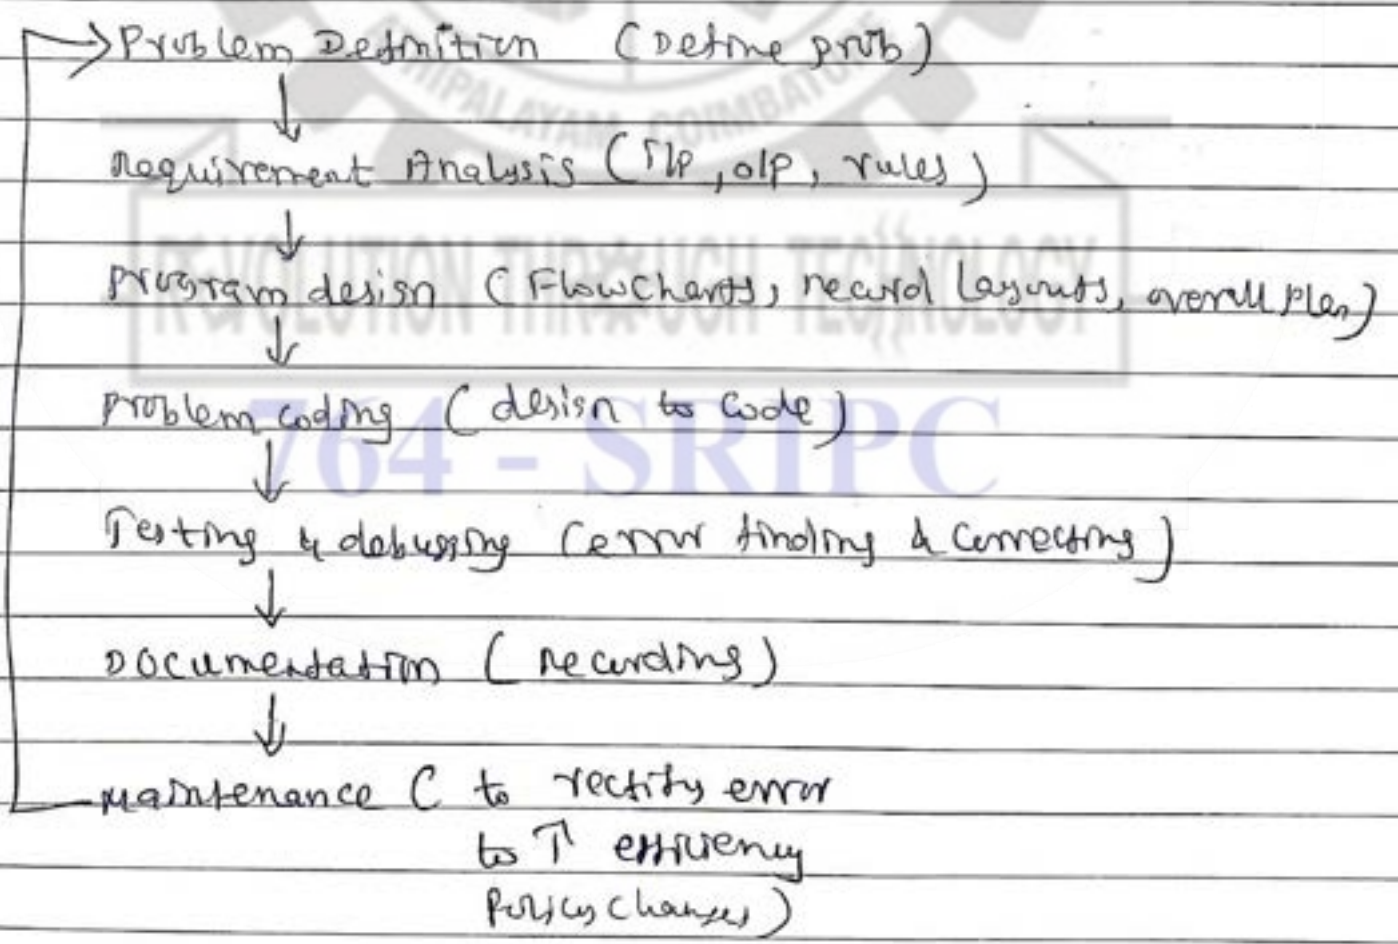 Problem Definition (Define prob)
Requirement Analysis (I/P, o/p, rules)
Program design (Flowcharts, record Layouts, overall plan)
Problem coding (design to code)
Testing & debugging (error finding & correcting)
Documentation (recording)
Maintenance ( to rectify error
to ↑ efficiency
Policy changes)
HIPALAYAM, COIMBATORE
REVOLUTION THROUGH TECHNOLOGY
764 - SRIPC